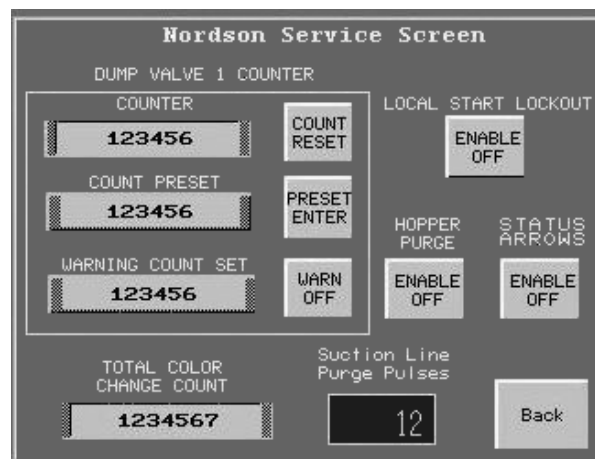 Nordson Service Screen
DUMP VALVE 1 COUNTER
COUNTER
123456
COUNT
RESET
COUNT PRESET
123456
PRESET
ENTER
WARNING COUNT SET
123456
WARN
OFF
LOCAL START LOCKOUT
ENABLE
OFF
HOPPER
PURGE
ENABLE
OFF
STATUS
ARROWS
ENABLE
OFF
TOTAL COLOR
CHANGE COUNT
1234567
Suction Line
Purge Pulses
12
Back